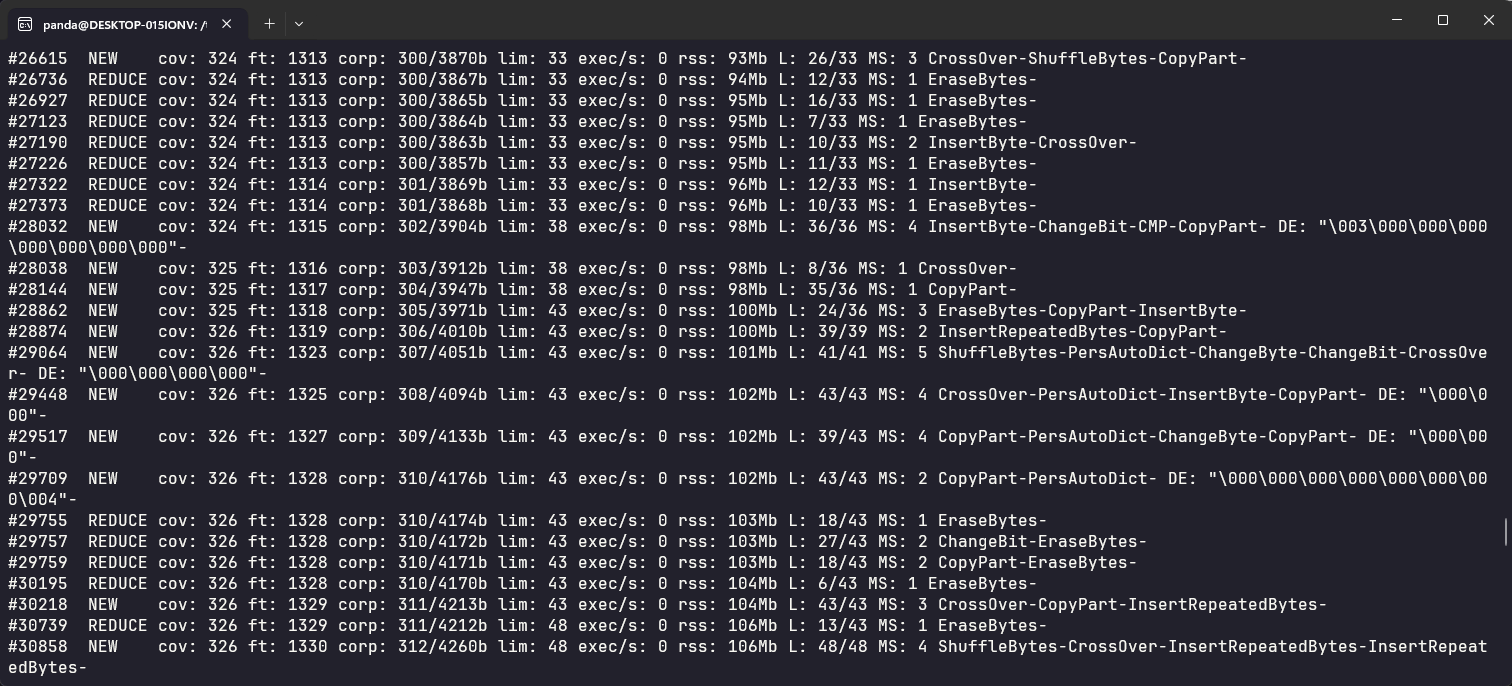 panda@DESKTOP-015IONV: /
#26615  NEW    cov: 324 ft: 1313 corp: 300/3870b lim: 33 exec/s: 0 rss: 93Mb L: 26/33 MS: 3 CrossOver-ShuffleBytes-CopyPart-
#26736  REDUCE cov: 324 ft: 1313 corp: 300/3867b lim: 33 exec/s: 0 rss: 94Mb L: 12/33 MS: 1 EraseBytes-
#26927  REDUCE cov: 324 ft: 1313 corp: 300/3865b lim: 33 exec/s: 0 rss: 95Mb L: 16/33 MS: 1 EraseBytes-
#27123  REDUCE cov: 324 ft: 1313 corp: 300/3864b lim: 33 exec/s: 0 rss: 95Mb L: 7/33 MS: 1 EraseBytes-
#27190  REDUCE cov: 324 ft: 1313 corp: 300/3863b lim: 33 exec/s: 0 rss: 95Mb L: 10/33 MS: 2 InsertByte-CrossOver-
#27226  REDUCE cov: 324 ft: 1313 corp: 300/3857b lim: 33 exec/s: 0 rss: 95Mb L: 11/33 MS: 1 EraseBytes-
#27322  REDUCE cov: 324 ft: 1314 corp: 301/3869b lim: 33 exec/s: 0 rss: 96Mb L: 12/33 MS: 1 InsertByte-
#27373  REDUCE cov: 324 ft: 1314 corp: 301/3868b lim: 33 exec/s: 0 rss: 96Mb L: 10/33 MS: 1 EraseBytes-
#28032  NEW    cov: 324 ft: 1315 corp: 302/3904b lim: 38 exec/s: 0 rss: 98Mb L: 36/36 MS: 4 InsertByte-ChangeBit-CMP-CopyPart- DE: "\003\000\000\000
\000\000\000\000"-
#28038  NEW    cov: 325 ft: 1316 corp: 303/3912b lim: 38 exec/s: 0 rss: 98Mb L: 8/36 MS: 1 CrossOver-
#28144  NEW    cov: 325 ft: 1317 corp: 304/3947b lim: 38 exec/s: 0 rss: 98Mb L: 35/36 MS: 1 CopyPart-
#28862  NEW    cov: 325 ft: 1318 corp: 305/3971b lim: 43 exec/s: 0 rss: 100Mb L: 24/36 MS: 3 EraseBytes-CopyPart-InsertByte-
#28874  NEW    cov: 326 ft: 1319 corp: 306/4010b lim: 43 exec/s: 0 rss: 100Mb L: 39/39 MS: 2 InsertRepeatedBytes-CopyPart-
#29064  NEW    cov: 326 ft: 1323 corp: 307/4051b lim: 43 exec/s: 0 rss: 101Mb L: 41/41 MS: 5 ShuffleBytes-PersAutoDict-ChangeByte-ChangeBit-CrossOve
r- DE: "\000\000\000\000"-
#29448  NEW    cov: 326 ft: 1325 corp: 308/4094b lim: 43 exec/s: 0 rss: 102Mb L: 43/43 MS: 4 CrossOver-PersAutoDict-InsertByte-CopyPart- DE: "\000\0
00"-
#29517  NEW    cov: 326 ft: 1327 corp: 309/4133b lim: 43 exec/s: 0 rss: 102Mb L: 39/43 MS: 4 CopyPart-PersAutoDict-ChangeByte-CopyPart- DE: "\000\00
0"-
#29709  NEW    cov: 326 ft: 1328 corp: 310/4176b lim: 43 exec/s: 0 rss: 102Mb L: 43/43 MS: 2 CopyPart-PersAutoDict- DE: "\000\000\000\000\000\000\00
0\004"-
#29755  REDUCE cov: 326 ft: 1328 corp: 310/4174b lim: 43 exec/s: 0 rss: 103Mb L: 18/43 MS: 1 EraseBytes-
#29757  REDUCE cov: 326 ft: 1328 corp: 310/4172b lim: 43 exec/s: 0 rss: 103Mb L: 27/43 MS: 2 ChangeBit-EraseBytes-
#29759  REDUCE cov: 326 ft: 1328 corp: 310/4171b lim: 43 exec/s: 0 rss: 103Mb L: 18/43 MS: 2 CopyPart-EraseBytes-
#30195  REDUCE cov: 326 ft: 1328 corp: 310/4170b lim: 43 exec/s: 0 rss: 104Mb L: 6/43 MS: 1 EraseBytes-
#30218  NEW    cov: 326 ft: 1329 corp: 311/4213b lim: 43 exec/s: 0 rss: 104Mb L: 43/43 MS: 3 CrossOver-CopyPart-InsertRepeatedBytes-
#30739  REDUCE cov: 326 ft: 1329 corp: 311/4212b lim: 48 exec/s: 0 rss: 106Mb L: 13/43 MS: 1 EraseBytes-
#30858  NEW    cov: 326 ft: 1330 corp: 312/4260b lim: 48 exec/s: 0 rss: 106Mb L: 48/48 MS: 4 ShuffleBytes-CrossOver-InsertRepeatedBytes-InsertRepeat
edBytes-